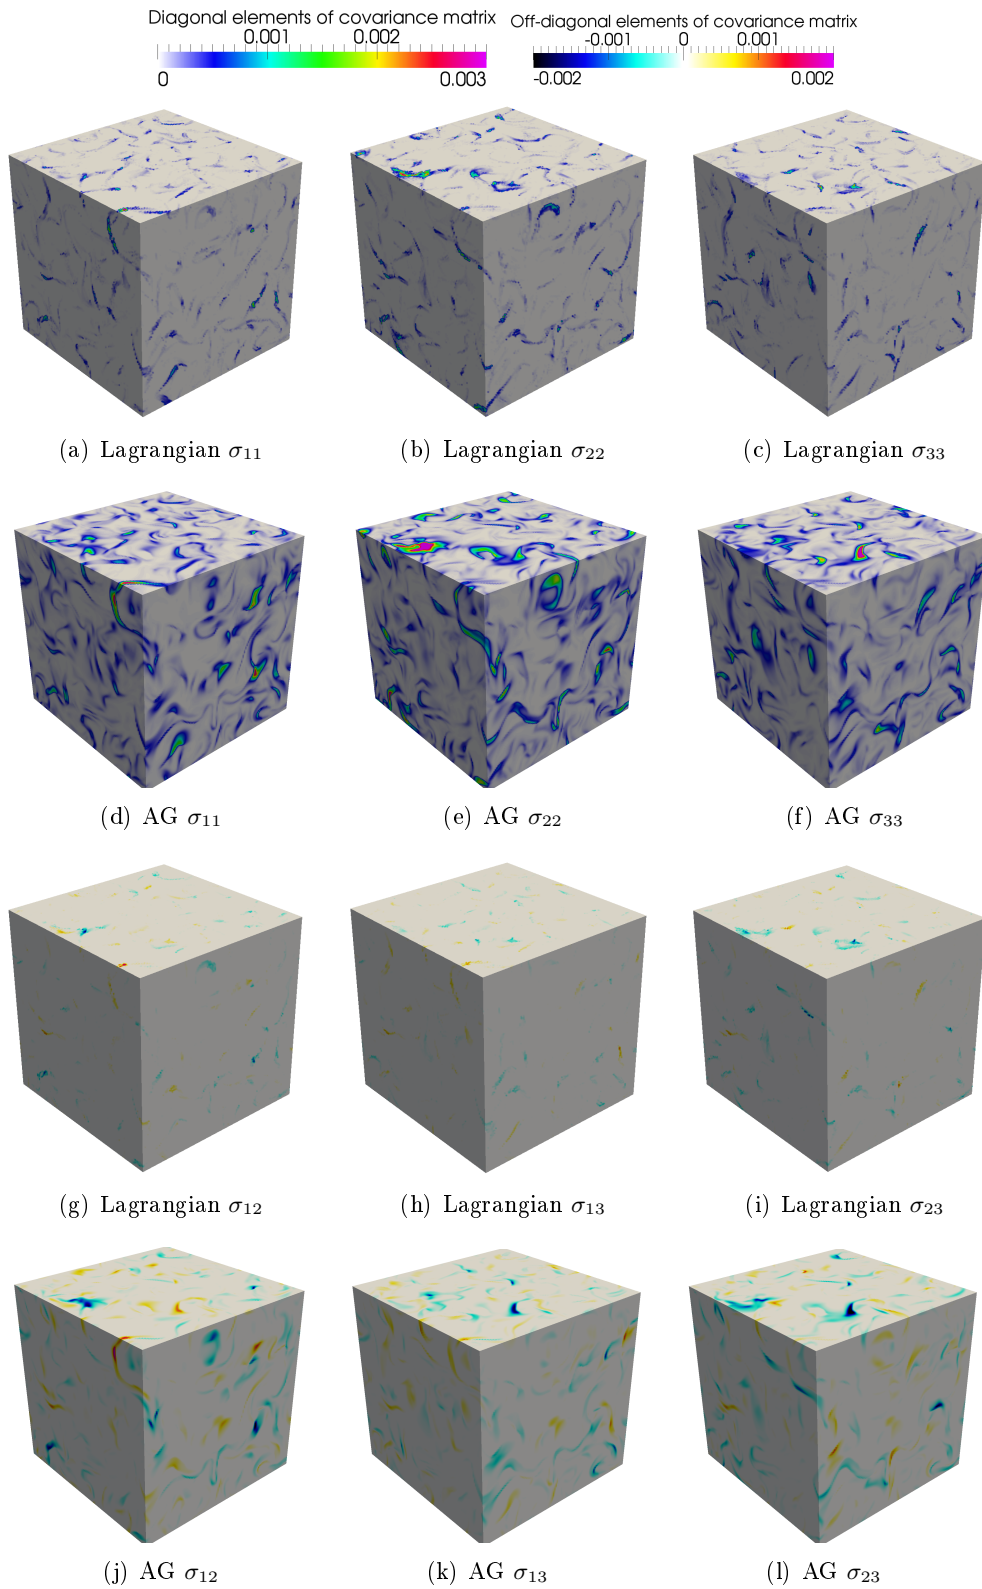 Diagonal elements of covariance matrix
0.001 0.002
0 0.003
Off-diagonal elements of covariance matrix
-0.001 0 0.001
-0.002 0.002
(a) Lagrangian σ11
(b) Lagrangian σ22
(c) Lagrangian σ33
(d) AG σ11
(e) AG σ22
(f) AG σ33
(g) Lagrangian σ12
(h) Lagrangian σ13
(i) Lagrangian σ23
(j) AG σ12
(k) AG σ13
(l) AG σ23